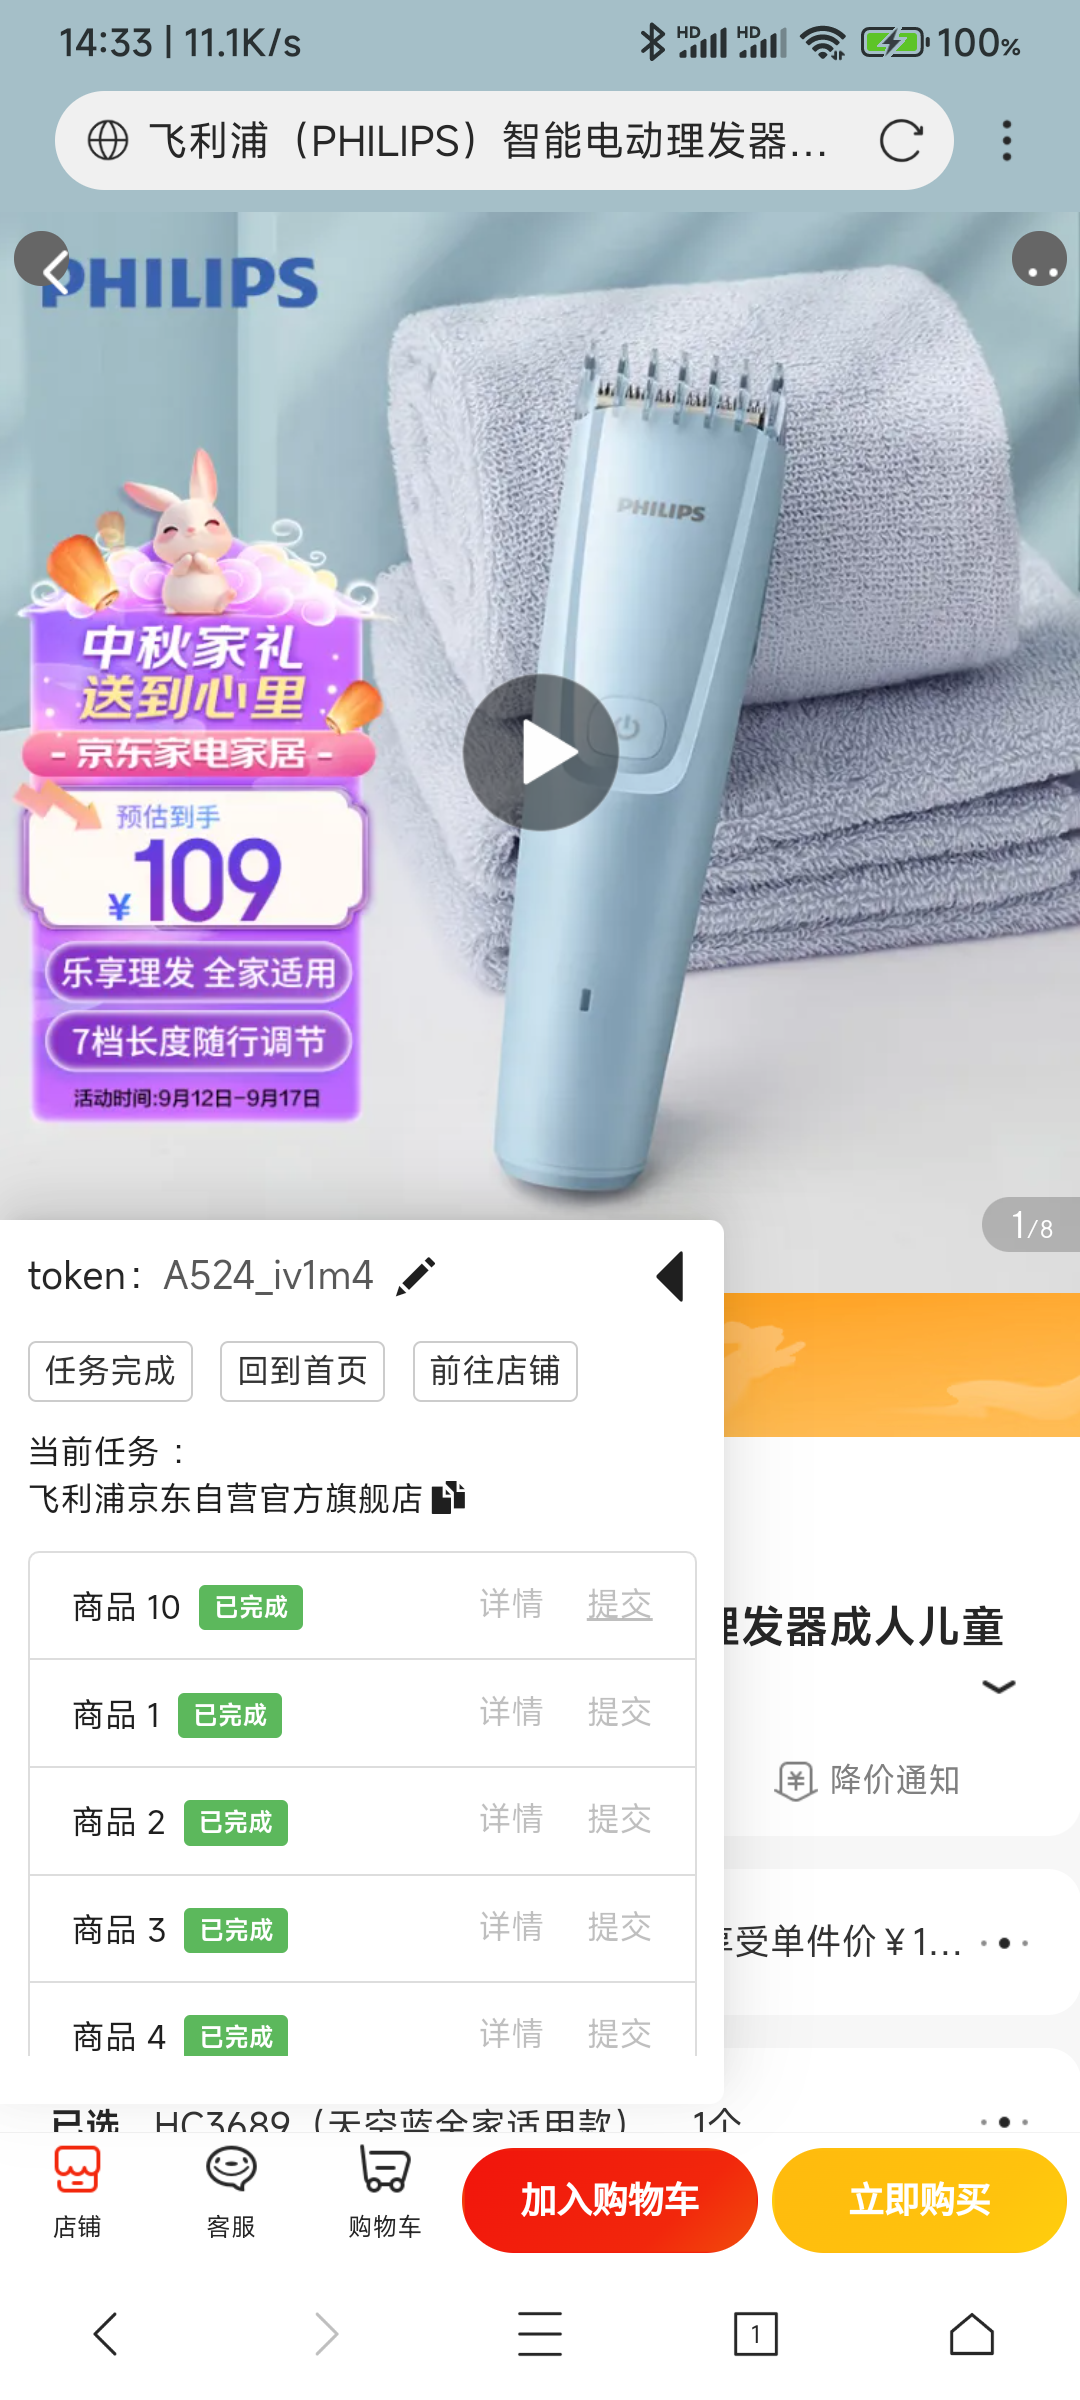 14:33 | 11.1K/s
HD HD 100%
飞利浦（PHILIPS）智能电动理发器...
PHILIPS
PHILIPS
中秋家礼
送到心里
- 京东家电家居 -
预估到手
¥109
乐享理发 全家适用
7档长度随行调节
活动时间:9月12日-9月17日
1/8
token： A524_iv1m4
任务完成 回到首页 前往店铺
当前任务 ：
飞利浦京东自营官方旗舰店
商品 10 已完成 详情 提交
理发器成人儿童
商品 1 已完成 详情 提交
降价通知
商品 2 已完成 详情 提交
商品 3 已完成 详情 提交
享受单件价￥1...
商品 4 已完成 详情 提交
已选 HC3689（天空蓝全家适用款） 1个
店铺 客服 购物车 加入购物车 立即购买
1